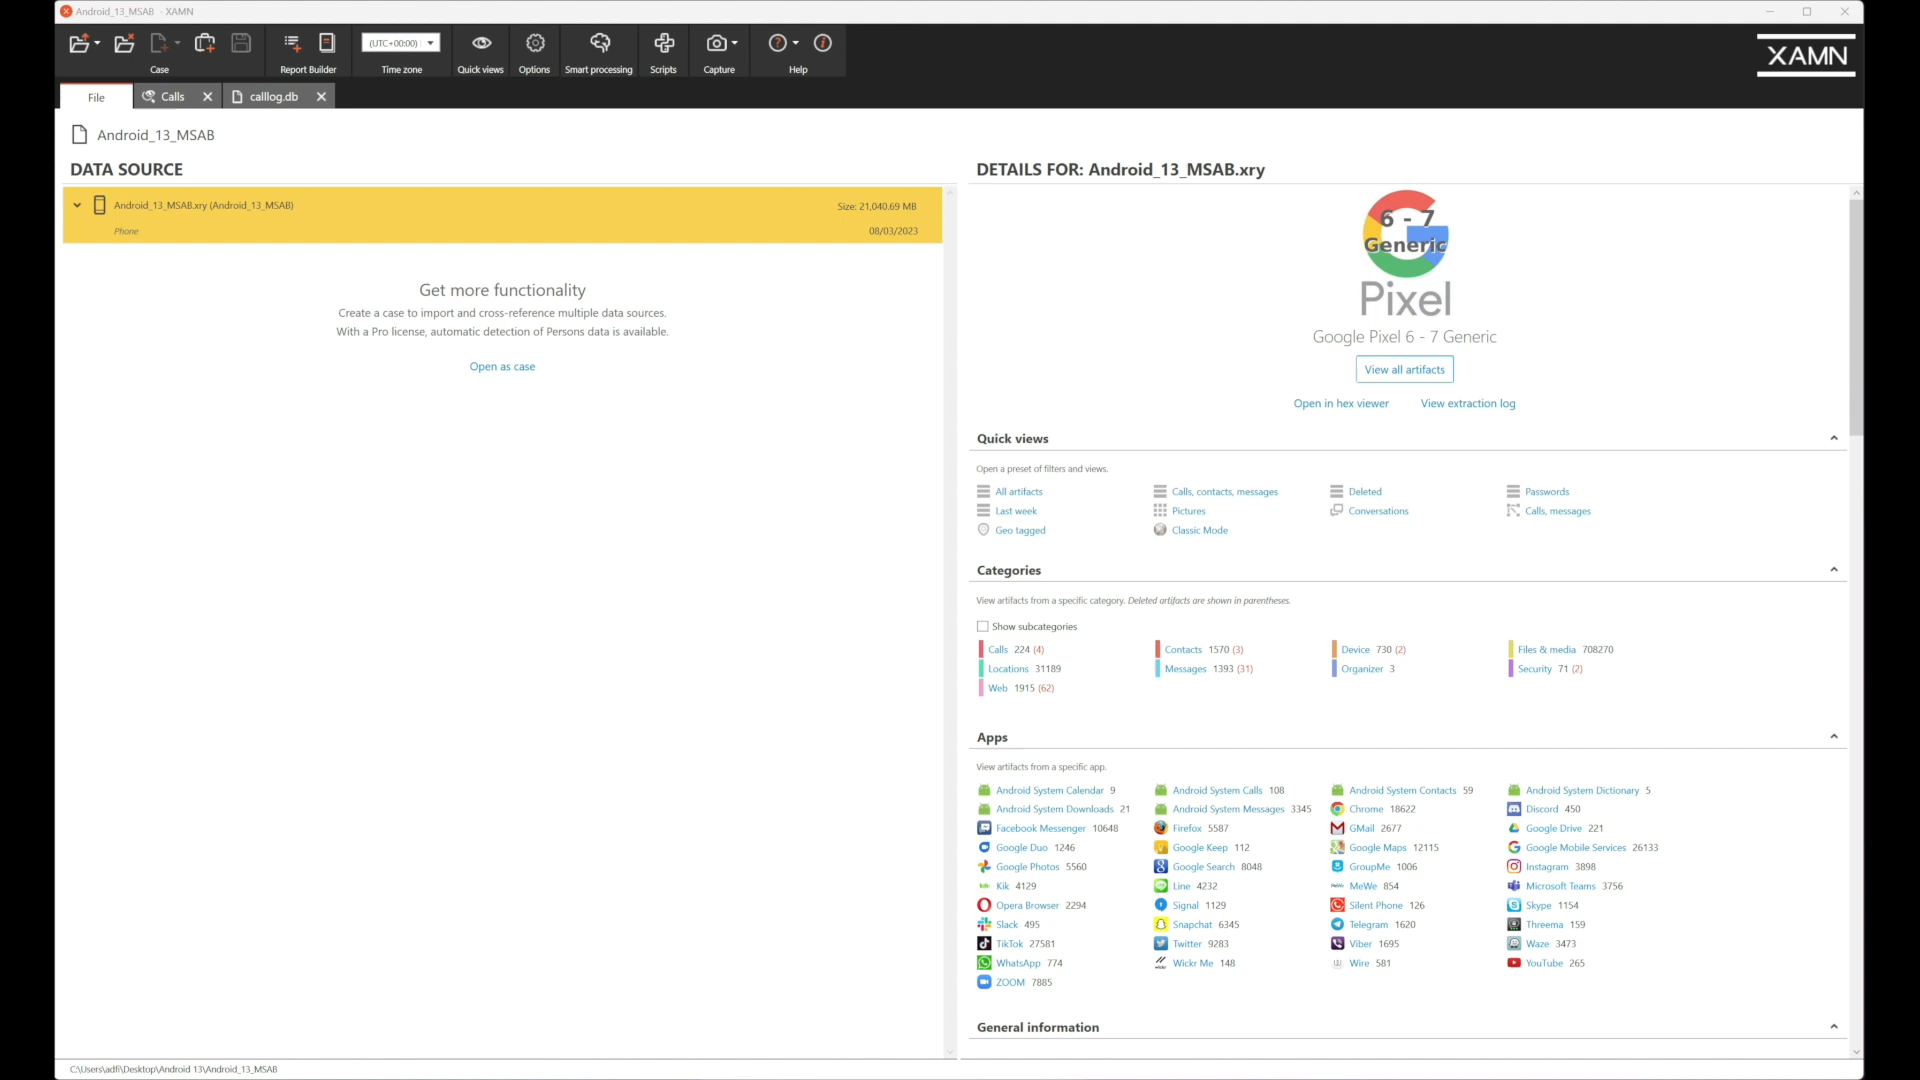 Android_13_MSAB - XAMN
(UTC+00:00)
Case
Report Builder
Time zone
Quick views
Options
Smart processing
Scripts
Capture
Help
XAMN
File
Calls
calllog.db
Android_13_MSAB
DATA SOURCE
Android_13_MSAB.xry (Android_13_MSAB)
Size: 21,040.69 MB
Phone
08/03/2023
Get more functionality
Create a case to import and cross-reference multiple data sources.
With a Pro license, automatic detection of Persons data is available.
Open as case
DETAILS FOR: Android_13_MSAB.xry
6 - 7
Generic
Pixel
Google Pixel 6 - 7 Generic
View all artifacts
Open in hex viewer
View extraction log
Quick views
Open a preset of filters and views.
All artifacts
Calls, contacts, messages
Deleted
Passwords
Last week
Pictures
Conversations
Calls, messages
Geo tagged
Classic Mode
Categories
View artifacts from a specific category. Deleted artifacts are shown in parentheses.
Show subcategories
Calls 224 (4)
Contacts 1570 (3)
Device 730 (2)
Files & media 708270
Locations 31189
Messages 1393 (31)
Organizer 3
Security 71 (2)
Web 1915 (62)
Apps
View artifacts from a specific app.
Android System Calendar 9
Android System Calls 108
Android System Contacts 59
Android System Dictionary 5
Android System Downloads 21
Android System Messages 3345
Chrome 18622
Discord 450
Facebook Messenger 10648
Firefox 5587
GMail 2677
Google Drive 221
Google Duo 1246
Google Keep 112
Google Maps 12115
Google Mobile Services 26133
Google Photos 5560
Google Search 8048
GroupMe 1006
Instagram 3898
Kik 4129
Line 4232
MeWe 854
Microsoft Teams 3756
Opera Browser 2294
Signal 1129
Silent Phone 126
Skype 1154
Slack 495
Snapchat 6345
Telegram 1620
Threema 159
TikTok 27581
Twitter 9283
Viber 1695
Waze 3473
WhatsApp 774
Wickr Me 148
Wire 581
YouTube 265
ZOOM 7885
General information
C:\Users\adfi\Desktop\Android 13\Android_13_MSAB